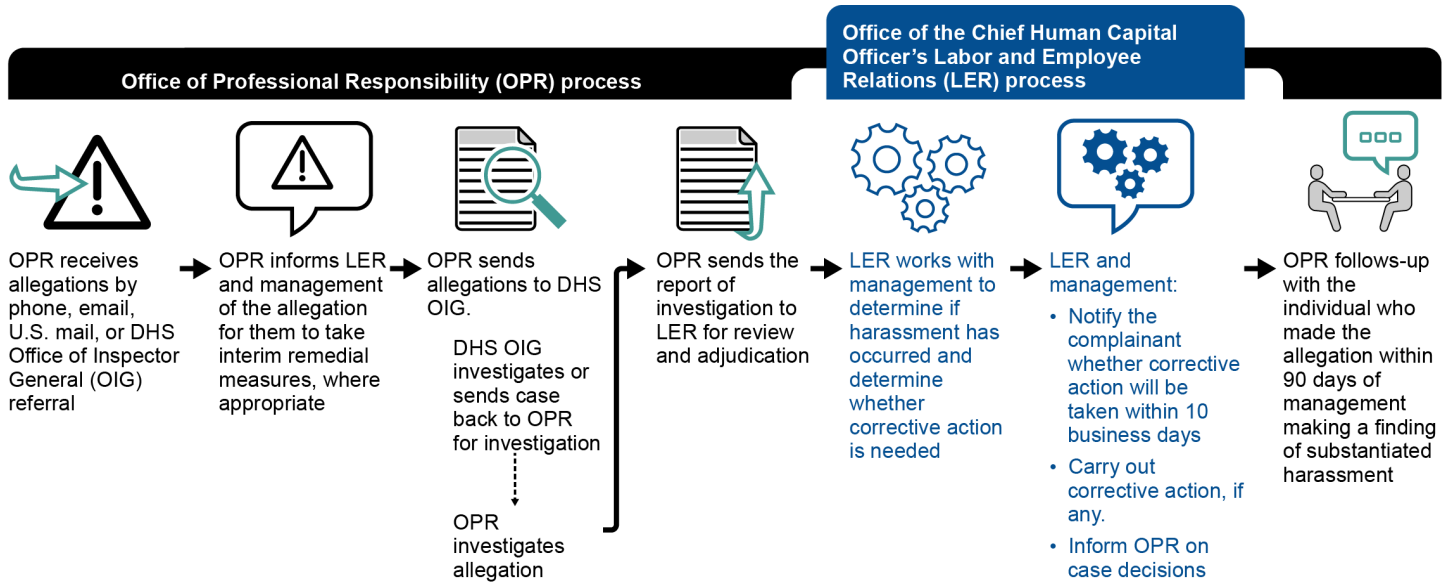 Office of Professional Responsibility (OPR) process
Office of the Chief Human Capital
Officer’s Labor and Employee
Relations (LER) process
OPR receives
allegations by
phone, email,
U.S. mail, or DHS
Office of Inspector
General (OIG)
referral
OPR informs LER
and management
of the allegation
for them to take
interim remedial
measures, where
appropriate
OPR sends
allegations to DHS
OIG.
DHS OIG
investigates or
sends case
back to OPR
for investigation
OPR
investigates
allegation
OPR sends the
report of
investigation to
LER for review
and adjudication
LER works with
management to
determine if
harassment has
occurred and
determine
whether
corrective action
is needed
LER and
management:
• Notify the
complainant
whether corrective
action will be
taken within 10
business days
• Carry out
corrective action, if
any.
• Inform OPR on
case decisions
OPR follows-up
with the
individual who
made the
allegation within
90 days of
management
making a finding
of substantiated
harassment